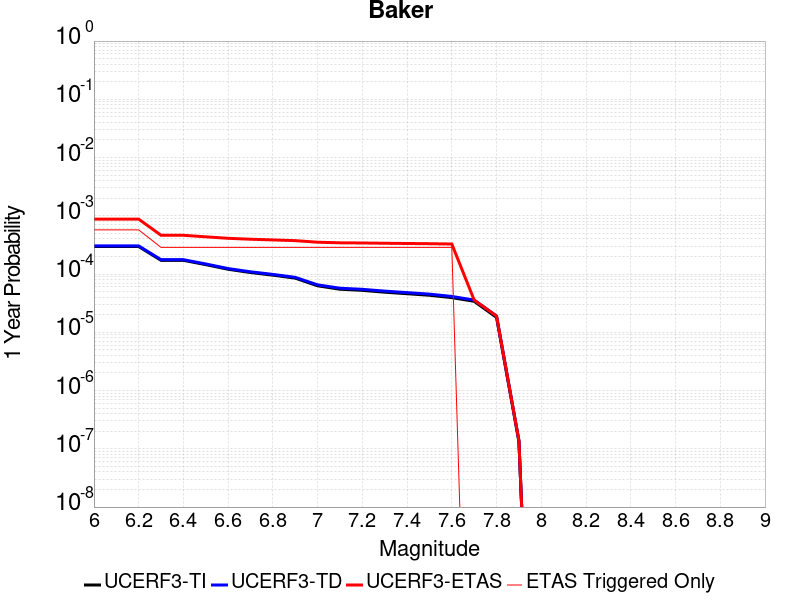 Baker
10^0
10^-1
10^-2
10^-3
10^-4
10^-5
10^-6
10^-7
10^-8
1 Year Probability
6 6.2 6.4 6.6 6.8 7 7.2 7.4 7.6 7.8 8 8.2 8.4 8.6 8.8 9
Magnitude
UCERF3-TI UCERF3-TD UCERF3-ETAS ETAS Triggered Only